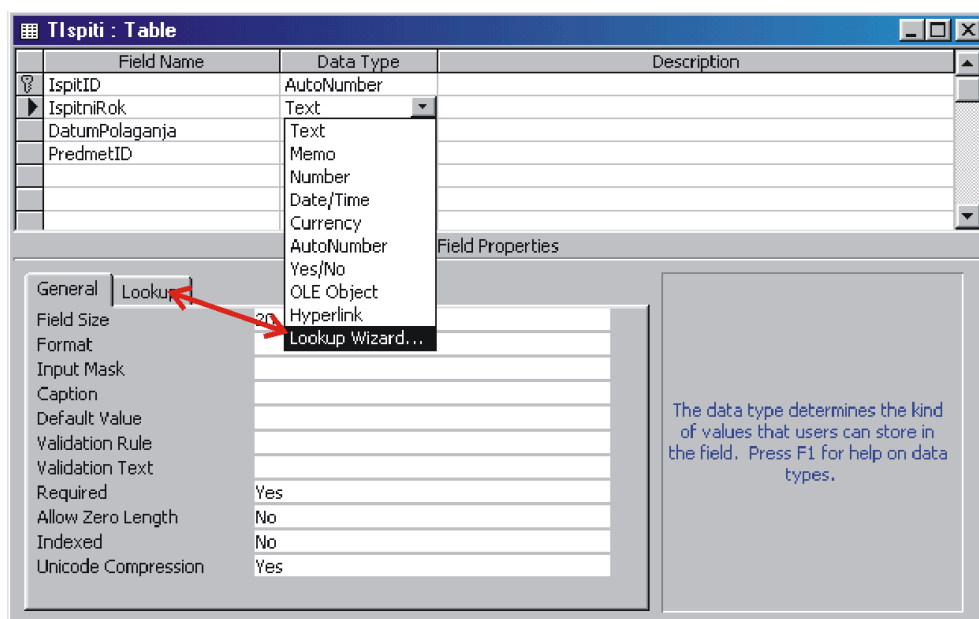 TIspiti : Table
Field Name Data Type Description
IspitID AutoNumber
IspitniRok Text
DatumPolaganja Text
PredmetID Memo
Number
Date/Time
Currency
AutoNumber
Field Properties
Yes/No
OLE Object
Hyperlink
Lookup Wizard...
General Lookup
Field Size 20
Format
Input Mask
Caption
Default Value
Validation Rule
Validation Text
Required Yes
Allow Zero Length No
Indexed No
Unicode Compression Yes
The data type determines the kind
of values that users can store in
the field. Press F1 for help on data
types.